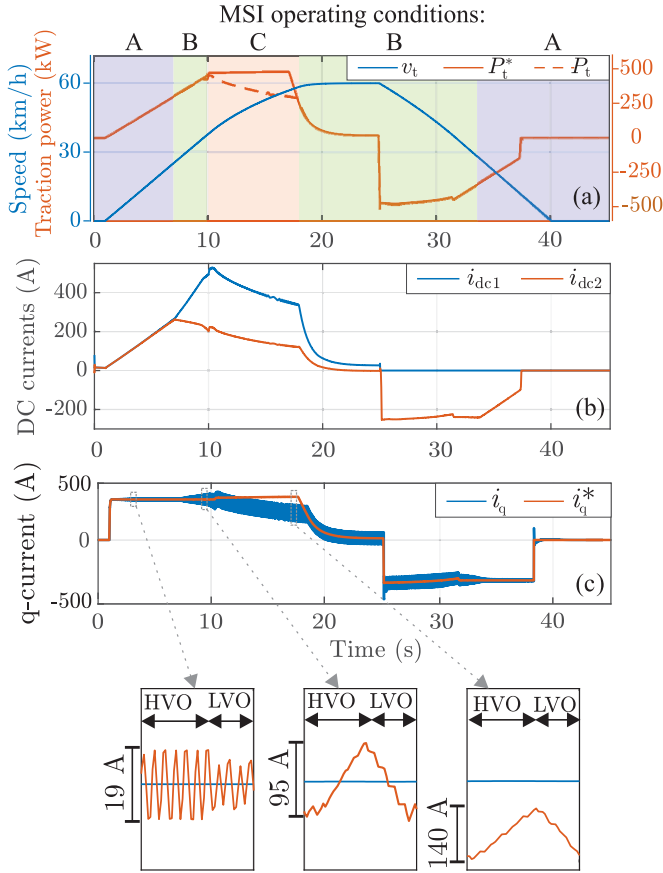 MSI operating conditions:
A B C B A
Speed (km/h)
Traction power (kW)
60
30
0
v_t P_t^* P_t
500
250
0
-250
-500
(a)
0 10 20 30 40
DC currents (A)
400
200
0
-200
i_dc1 i_dc2
(b)
0 10 20 30 40
q-current (A)
500
0
-500
i_q i_q^*
(c)
0 10 20 30 40
Time (s)
HVO LVO
19 A
HVO LVO
95 A
HVO LVO
140 A